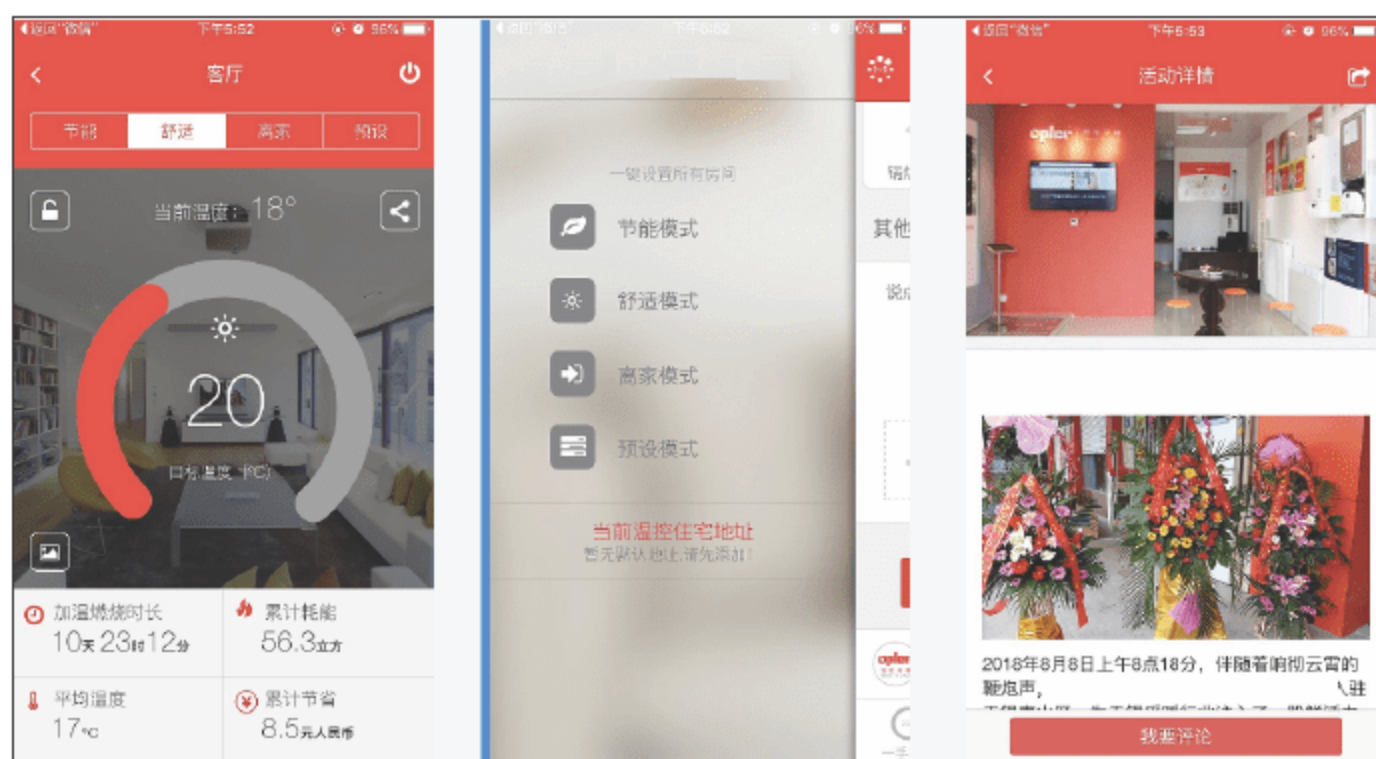 返回"微信"
下午5:52
96%
客厅
节能
舒适
离家
预设
当前温度：18°
20
目标温度（℃）
加温燃烧时长
10天23时12分
累计耗能
56.3立方
平均温度
17℃
累计节省
8.5元人民币
一键设置所有房间
节能模式
舒适模式
离家模式
预设模式
当前温控住宅地址
暂无默认地址,请先添加!
其他
返回"微信"
下午5:53
96%
活动详情
opler
2018年8月8日上午8点18分，伴随着响彻云霄的
鞭炮声，
入驻
我要评论